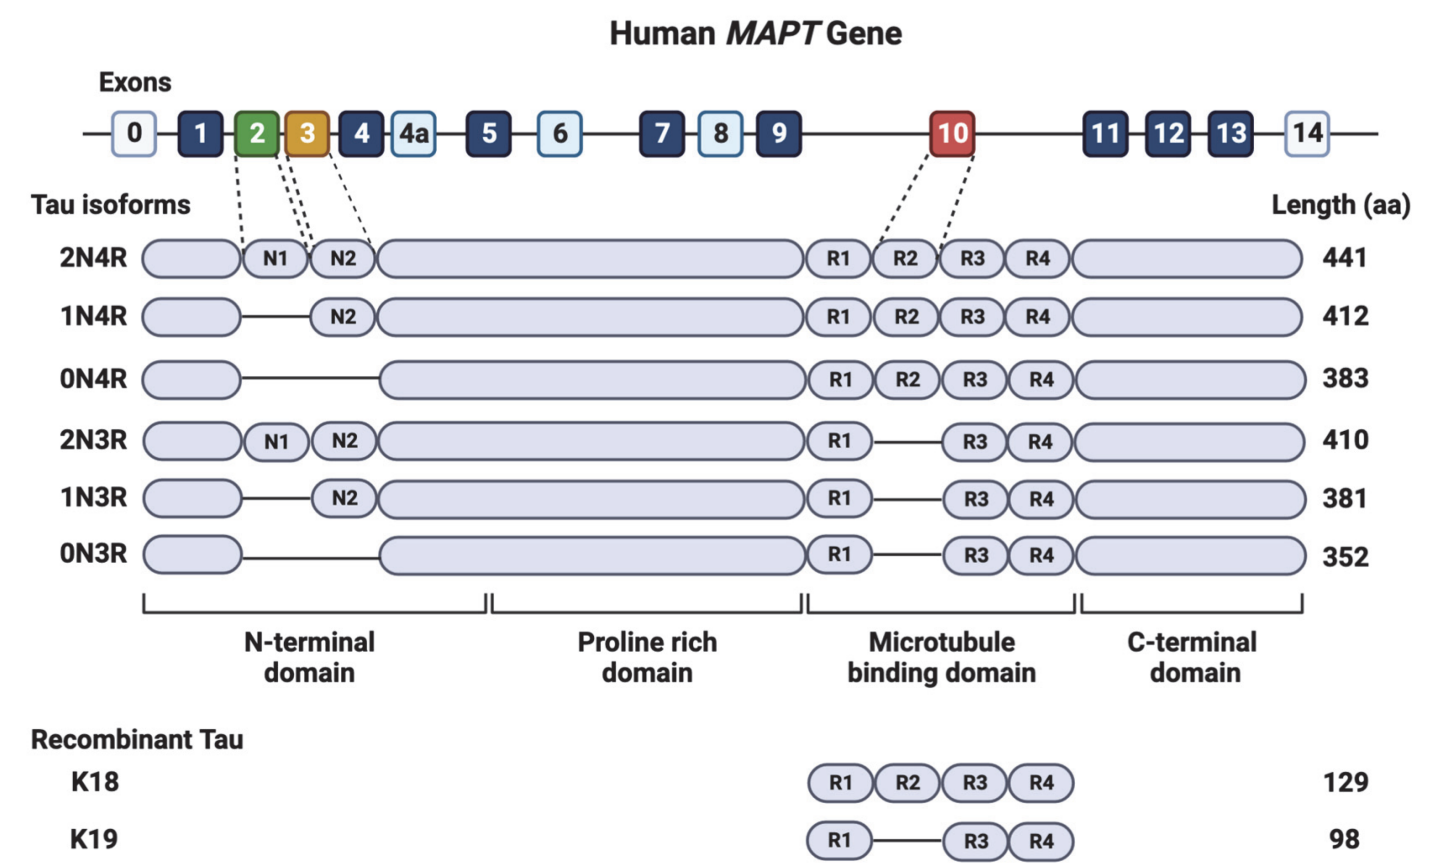 Human MAPT Gene
Exons
0 1 2 3 4 4a 5 6 7 8 9 10 11 12 13 14
Tau isoforms Length (aa)
2N4R N1 N2 R1 R2 R3 R4 441
1N4R N2 R1 R2 R3 R4 412
0N4R R1 R2 R3 R4 383
2N3R N1 N2 R1 R3 R4 410
1N3R N2 R1 R3 R4 381
0N3R R1 R3 R4 352
N-terminal Proline rich Microtubule C-terminal
domain domain binding domain domain
Recombinant Tau
K18 R1 R2 R3 R4 129
K19 R1 R3 R4 98